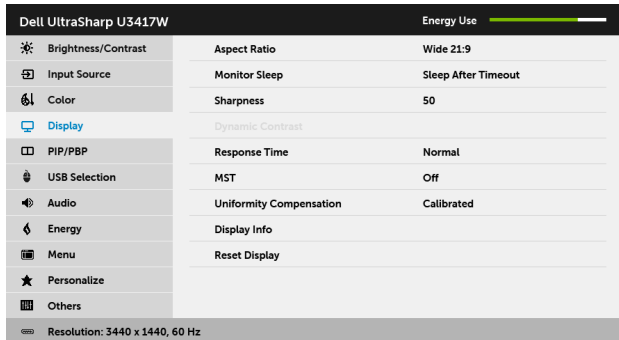 Dell UltraSharp U3417W Energy Use
Brightness/Contrast Aspect Ratio Wide 21:9
Input Source Monitor Sleep Sleep After Timeout
Color Sharpness 50
Display Dynamic Contrast
PIP/PBP Response Time Normal
USB Selection MST Off
Audio Uniformity Compensation Calibrated
Energy Display Info
Menu Reset Display
Personalize
Others
Resolution: 3440 x 1440, 60 Hz